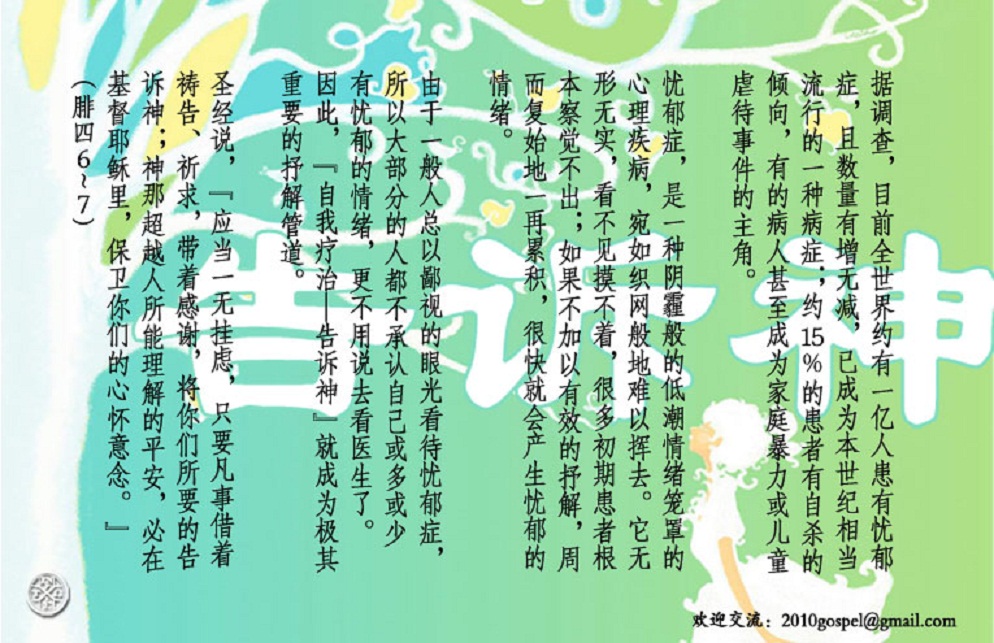 告诉神
据调查，目前全世界约有一亿人患有忧郁
症，且数量有增无减，已成为本世纪相当
流行的一种病症；约15%的患者有自杀的
倾向，有的病人甚至成为家庭暴力或儿童
虐待事件的主角。
忧郁症，是一种阴霾般的低潮情绪笼罩的
心理疾病，宛如织网般地难以挥去。它无
形无实，看不见摸不着，很多初期患者根
本察觉不出；如果不加以有效的抒解，周
而复始地一再累积，很快就会产生忧郁的
情绪。
由于一般人总以鄙视的眼光看待忧郁症，
所以大部分的人都不承认自己或多或少
有忧郁的情绪，更不用说去看医生了。
因此，『自我疗治—告诉神』就成为极其
重要的抒解管道。
圣经说，『应当一无挂虑，只要凡事借着
祷告、祈求，带着感谢，将你们所要的告
诉神；神那超越人所能理解的平安，必在
基督耶稣里，保卫你们的心怀意念。』
（腓四6~7）
欢迎交流：2010gospel@gmail.com